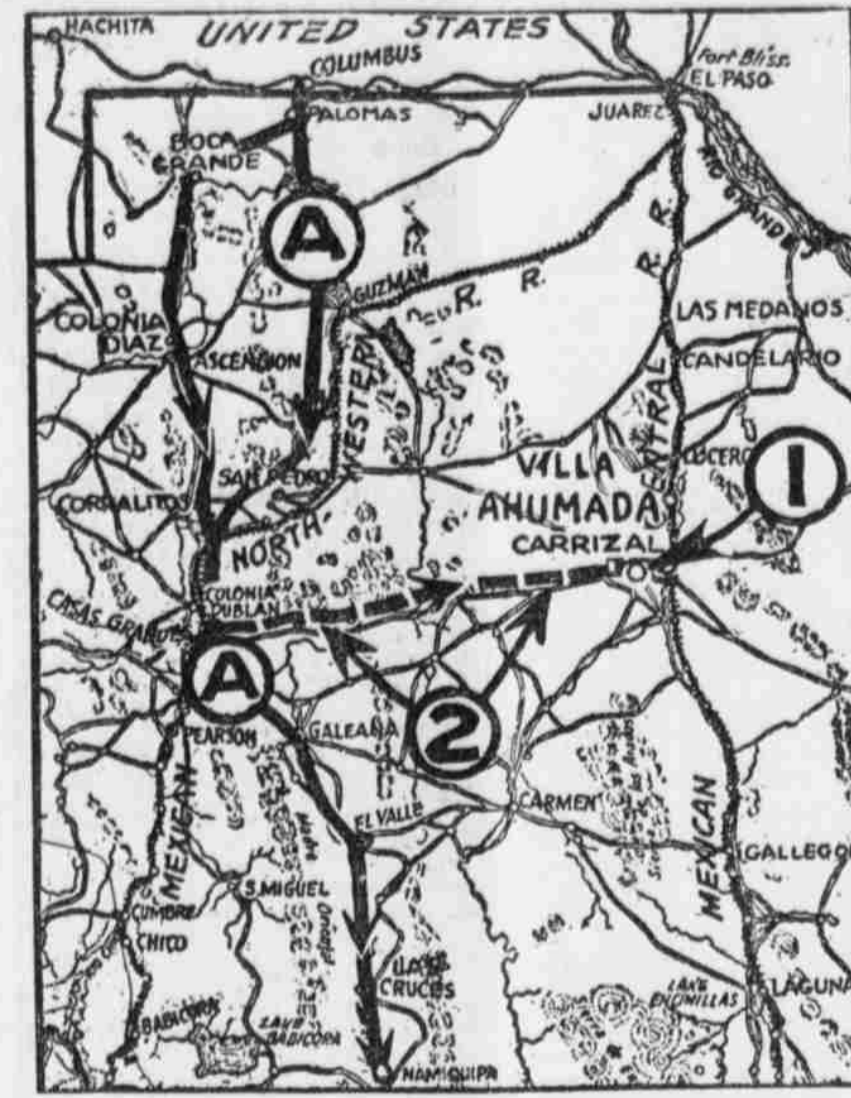 HACHITA
UNITED STATES
COLUMBUS
Fort Bliss
EL PASO
PALOMAS
JUAREZ
BOCA
GRANDE
RIO GRANDE
A
GUZMAN
R. R.
R. R.
LAS MEDANOS
COLONIA
DIAZ
ASCENCION
CANDELARIO
WESTERN
CENTRAL
VILLA
AHUMADA
LUCERO
1
SAN PEDRO
CORRALITOS
NORTH-
CARRIZAL
COLONIA
DUBLAN
CASAS GRANDE
A
2
PEARSON
GALEANA
EL VALLE
CARMEN
MEXICAN
MEXICAN
GALLEGO
S. MIGUEL
CUMBRE
CHICO
LAS
CRUCES
LAKE
ENCINILLAS
LAGUNA
BABICORA
LAKE
BABICORA
NAMIQUIPA